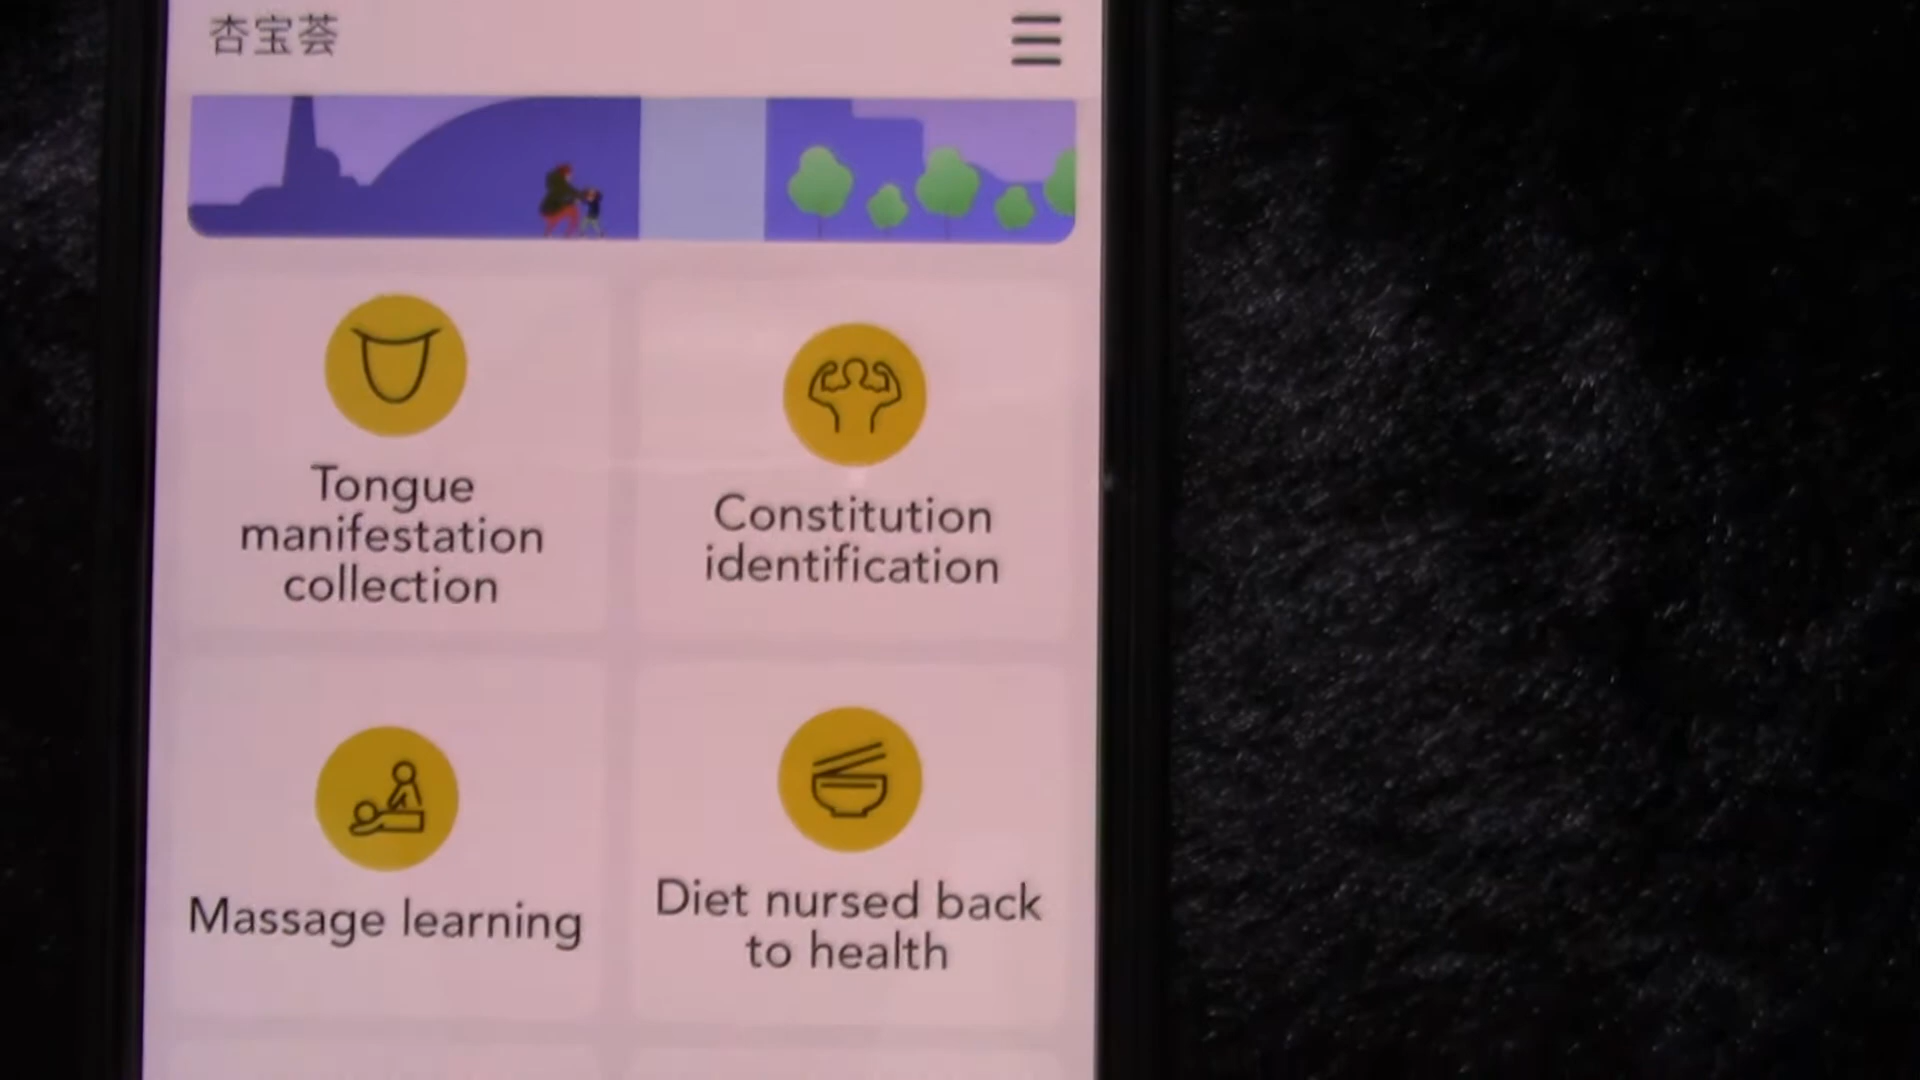 杏宝荟
Tongue
manifestation
collection
Constitution
identification
Massage learning
Diet nursed back
to health